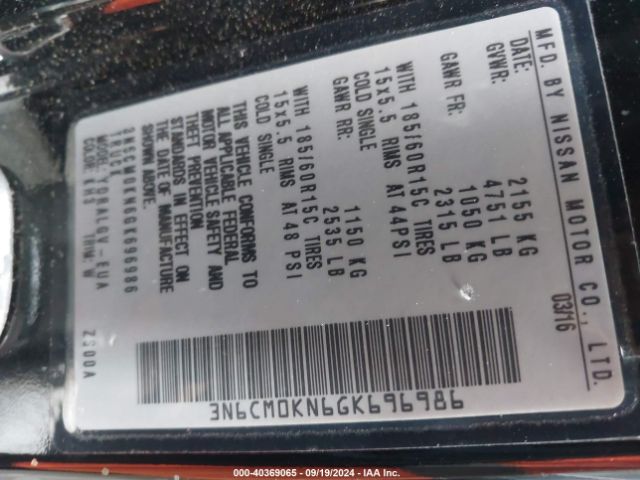 MFD. BY NISSAN MOTOR CO., LTD.
DATE: 03/16
GVWR: 2155 KG
4751 LB
GAWR FR: 1050 KG
2315 LB
WITH 185/60R15C TIRES
15x5.5 RIMS AT 44PSI
COLD SINGLE
GAWR RR: 1150 KG
2535 LB
WITH 185/60R15C TIRES
15x5.5 RIMS AT 48 PSI
COLD SINGLE
THIS VEHICLE CONFORMS TO
ALL APPLICABLE FEDERAL
MOTOR VEHICLE SAFETY AND
THEFT PREVENTION
STANDARDS IN EFFECT ON
THE DATE OF MANUFACTURE
SHOWN ABOVE.
3N6CM0KN6GK696986
TRUCK
COLOR: TRIM: W
ZS00A
3N6CM0KN6GK696986
000-40369065 - 09/19/2024 - IAA Inc.